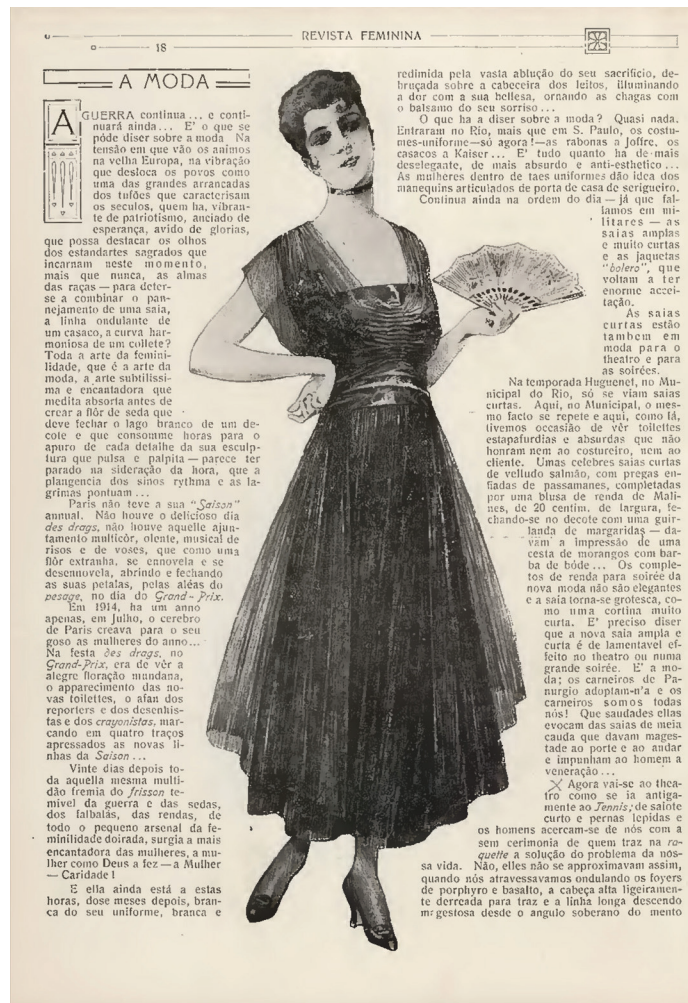 REVISTA FEMININA
18
A MODA
A GUERRA continua... e conti-
nuará ainda... E' o que se
póde diser sobre a moda Na
tensão em que vão os animos
na velha Europa, na vibração
que desloca os povos como
uma das grandes arrancadas
dos tufões que caracterisam
os seculos, quem ha, vibran-
te de patriotismo, anciado de
esperança, avido de glorias,
que possa destacar os olhos
dos estandartes sagrados que
incarnam neste momento,
mais que nunca, as almas
das raças — para deter-
se a combinar o pan-
nejamento de uma saia,
a linha ondulante de
um casaco, a curva har-
moniosa de um collete?
Toda a arte da femini-
lidade, que é a arte da
moda, a arte subtilissi-
ma e encantadora que
medita absorta antes de
crear a flôr de seda que
deve fechar o lago branco de um de-
cote e que consomme horas para o
apuro de cada detalhe da sua esculp-
tura que pulsa e palpita — parece ter
parado na sideração da hora, que a
plangencia dos sinos rythma e as la-
grimas pontuam...
Paris não teve a sua "Saison"
annual. Não houve o delicioso dia
des drags, não houve aquelle ajun-
tamento multicôr, olente, musical de
risos e de voses, que como uma
flôr extranha, se ennovela e se
desennovela, abrindo e fechando
as suas petalas, pelas aléas do
pesage, no dia do Grand-Prix.
Em 1914, ha um anno
apenas, em Julho, o cerebro
de Paris creava para o seu
goso as mulheres do anno...
Na festa des drags, no
Grand-Prix, era de vêr a
alegre floração mundana,
o apparecimento das no-
vas toilettes, o afan dos
reporters e dos desenhis-
tas e dos crayonistas, mar-
cando em quatro traços
apressados as novas li-
nhas da Saison...
Vinte dias depois to-
da aquella mesma multi-
dão fremia do frisson te-
mivel da guerra e das sedas,
dos falbalás, das rendas, de
todo o pequeno arsenal da fe-
minilidade doirada, surgia a mais
encantadora das mulheres, a mu-
lher como Deus a fez — a Mulher
— Caridade!
E ella ainda está a estas
horas, dose meses depois, bran-
ca do seu uniforme, branca e
redimida pela vasta ablução do seu sacrificio, de-
bruçada sobre a cabeceira dos leitos, illuminando
a dor com a sua bellesa, ornando as chagas com
o balsamo do seu sorriso...
O que ha a diser sobre a moda? Quasi nada.
Entraram no Rio, mais que em S. Paulo, os costu-
mes-uniforme — só agora! — as rabonas a Joffre, os
casacos a Kaiser... E' tudo quanto ha de mais
deselegante, de mais absurdo e anti-esthetico...
As mulheres dentro de taes uniformes dão idea dos
manequins articulados de porta de casa de serigueiro.
Continua ainda na ordem do dia — já que fal-
lamos em mi-
litares — as
saias amplas
e muito curtas
e as jaquetas
"bolero", que
voltam a ter
enorme accei-
tação.
As saias
curtas estão
tambem em
moda para o
theatro e para
as soirées.
Na temporada Huguenet, no Mu-
nicipal do Rio, só se viam saias
curtas. Aqui, no Municipal, o mes-
mo facto se repete e aqui, como lá,
tivemos occasião de vêr toilettes
estapafurdias e absurdas que não
honram nem ao costureiro, nem ao
cliente. Umas celebres saias curtas
de velludo salmão, com pregas en-
fiadas de passamanes, completadas
por uma blusa de renda de Mali-
nes, de 20 centim. de largura, fe-
chando-se no decote com uma guir-
landa de margaridas — da-
vam a impressão de uma
cesta de morangos com bar-
ba de bóde... Os comple-
tos de renda para soirée da
nova moda não são elegantes
e a saia torna-se grotesca, co-
mo uma cortina muito
curta. E' preciso diser
que a nova saia ampla e
curta é de lamentavel ef-
feito no theatro ou numa
grande soirée. E' a mo-
da; os carneiros de Pa-
nurgio adoptam-n'a e os
carneiros somos todas
nós! Que saudades ellas
evocam das saias de meia
cauda que davam mages-
tade ao porte e ao andar
e impunham ao homem a
veneração...
Agora vai-se ao thea-
tro como se ia antiga-
mente ao Tennis; de saiote
curto e pernas lepidas e
os homens acercam-se de nós com a
sem cerimonia de quem traz na ra-
quette a solução do problema da nos-
sa vida. Não, elles não se approximavam assim,
quando nós atravessavamos ondulando os foyers
de porphyro e basalto, a cabeça alta ligeiramen-
te derreada para traz e a linha longa descendo
magestosa desde o angulo soberano do mento